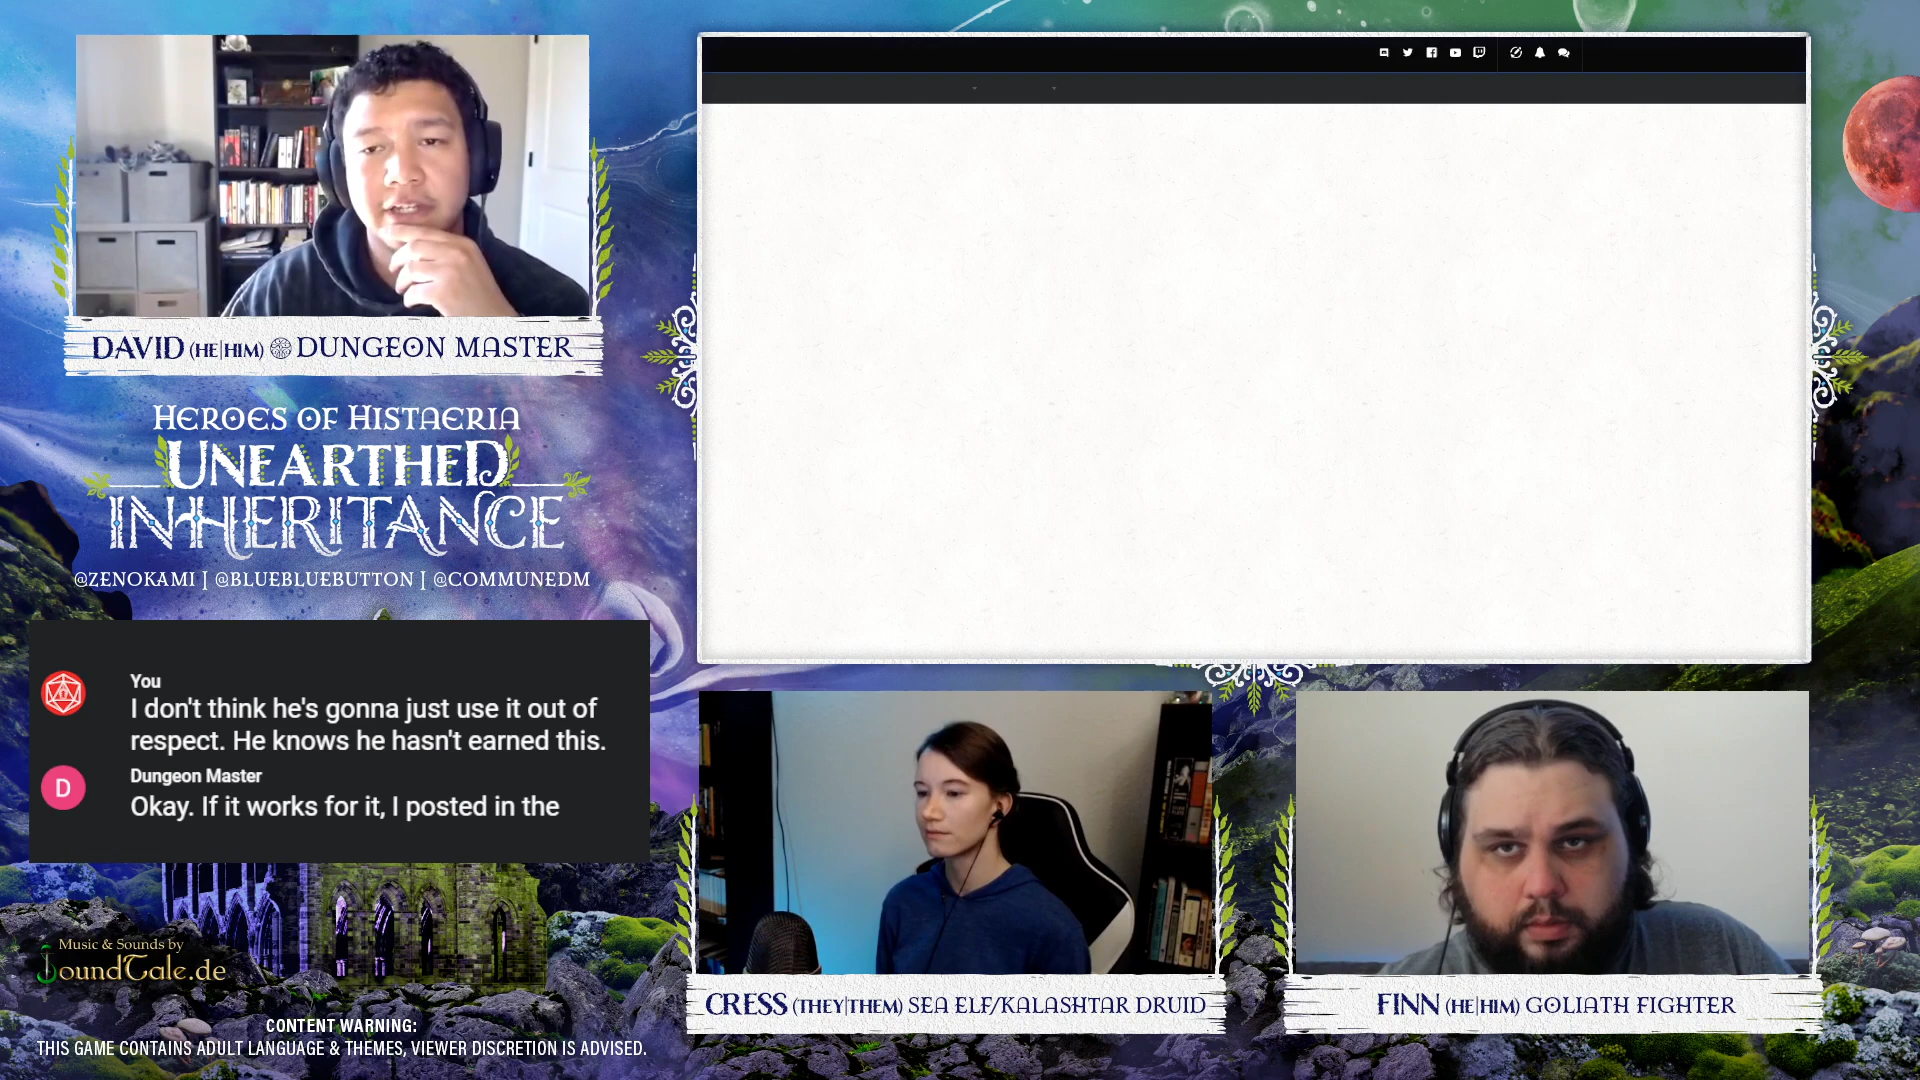 DAVID (HE|HIM) DUNGEON MASTER
HEROES OF HISTAERIA
UNEARTHED
INHERITANCE
@ZENOKAMI | @BLUEBLUEBUTTON | @COMMUNEDM
You
I don't think he's gonna just use it out of
respect. He knows he hasn't earned this.
D
Dungeon Master
Okay. If it works for it, I posted in the
Music & Sounds by
SoundTale.de
CONTENT WARNING:
THIS GAME CONTAINS ADULT LANGUAGE & THEMES, VIEWER DISCRETION IS ADVISED.
CRESS (THEY|THEM) SEA ELF/KALASHTAR DRUID
FINN (HE|HIM) GOLIATH FIGHTER